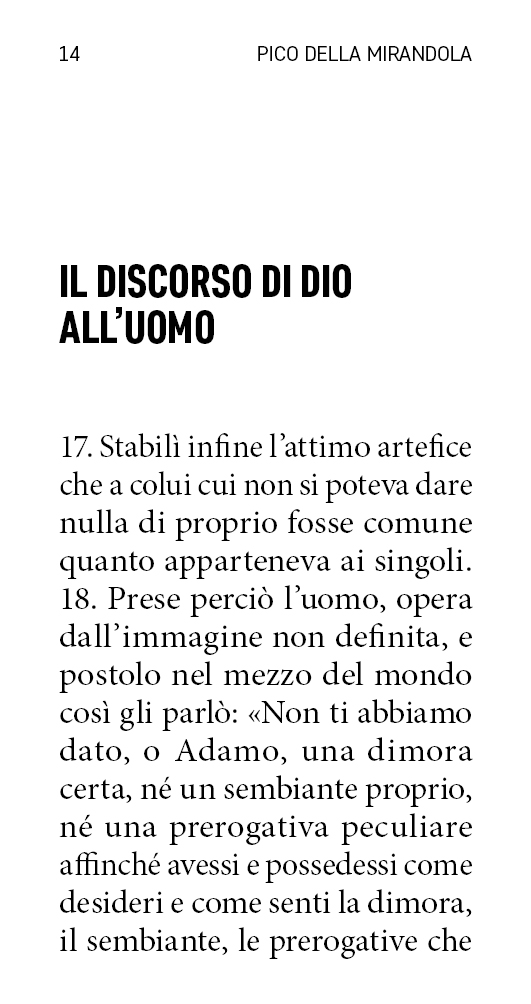 14 PICO DELLA MIRANDOLA
IL DISCORSO DI DIO
ALL’UOMO
17. Stabilì infine l’attimo artefice
che a colui cui non si poteva dare
nulla di proprio fosse comune
quanto apparteneva ai singoli.
18. Prese perciò l’uomo, opera
dall’immagine non definita, e
postolo nel mezzo del mondo
così gli parlò: «Non ti abbiamo
dato, o Adamo, una dimora
certa, né un sembiante proprio,
né una prerogativa peculiare
affinché avessi e possedessi come
desideri e come senti la dimora,
il sembiante, le prerogative che